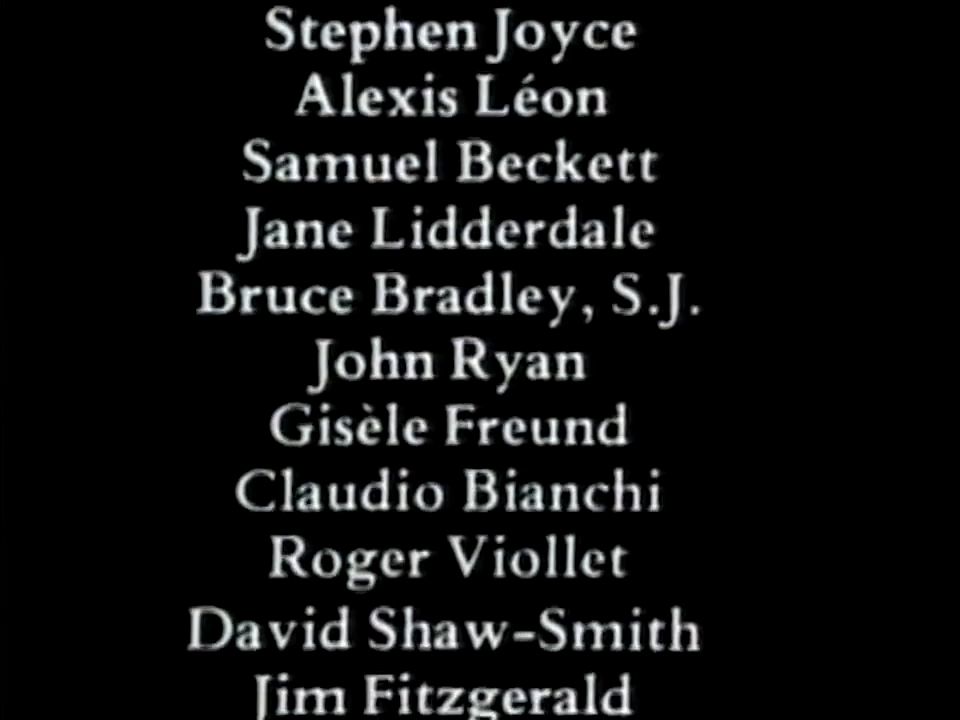 Stephen Joyce
Alexis Léon
Samuel Beckett
Jane Lidderdale
Bruce Bradley, S.J.
John Ryan
Gisèle Freund
Claudio Bianchi
Roger Viollet
David Shaw-Smith
Jim Fitzgerald